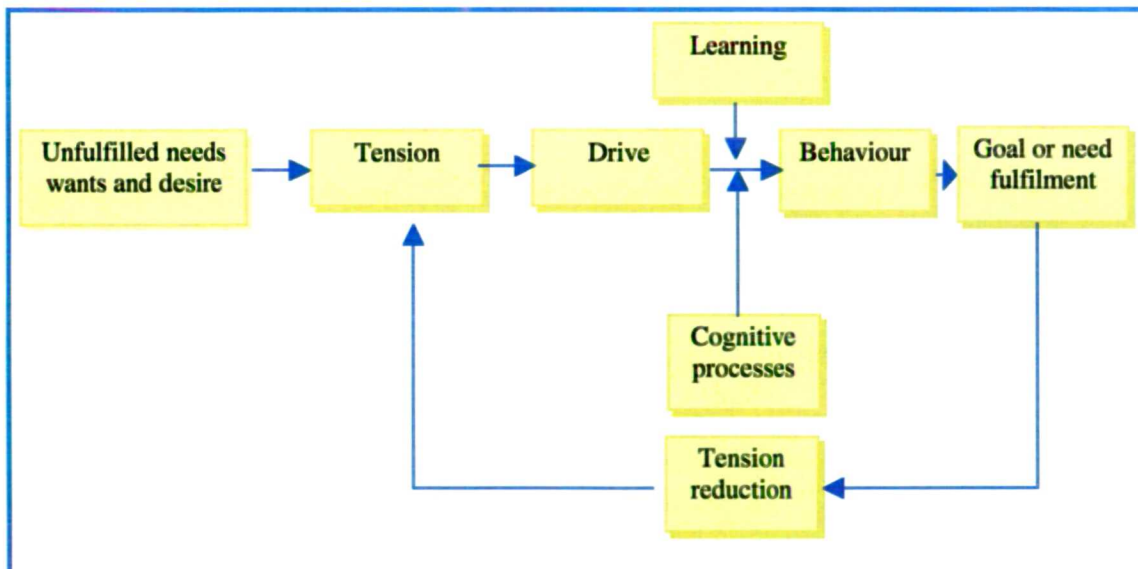 Learning
Unfulfilled needs
wants and desire
Tension
Drive
Behaviour
Goal or need
fulfilment
Cognitive
processes
Tension
reduction